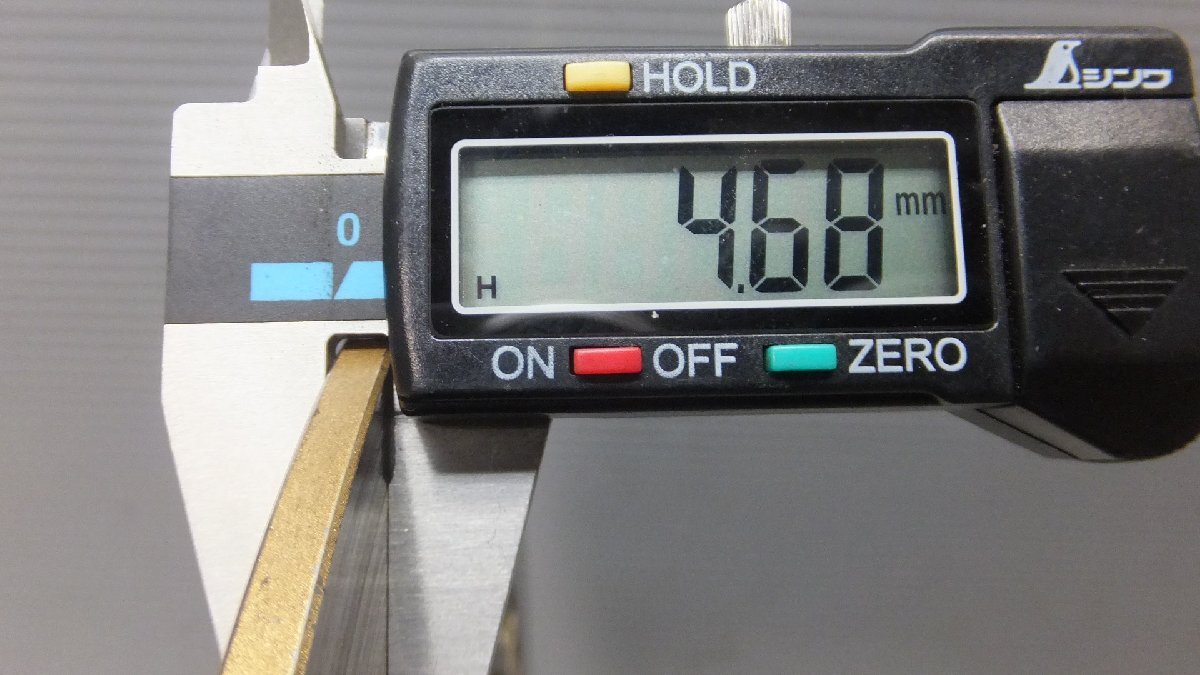 HOLD
シンワ
0
4.68 mm
H
ON OFF ZERO